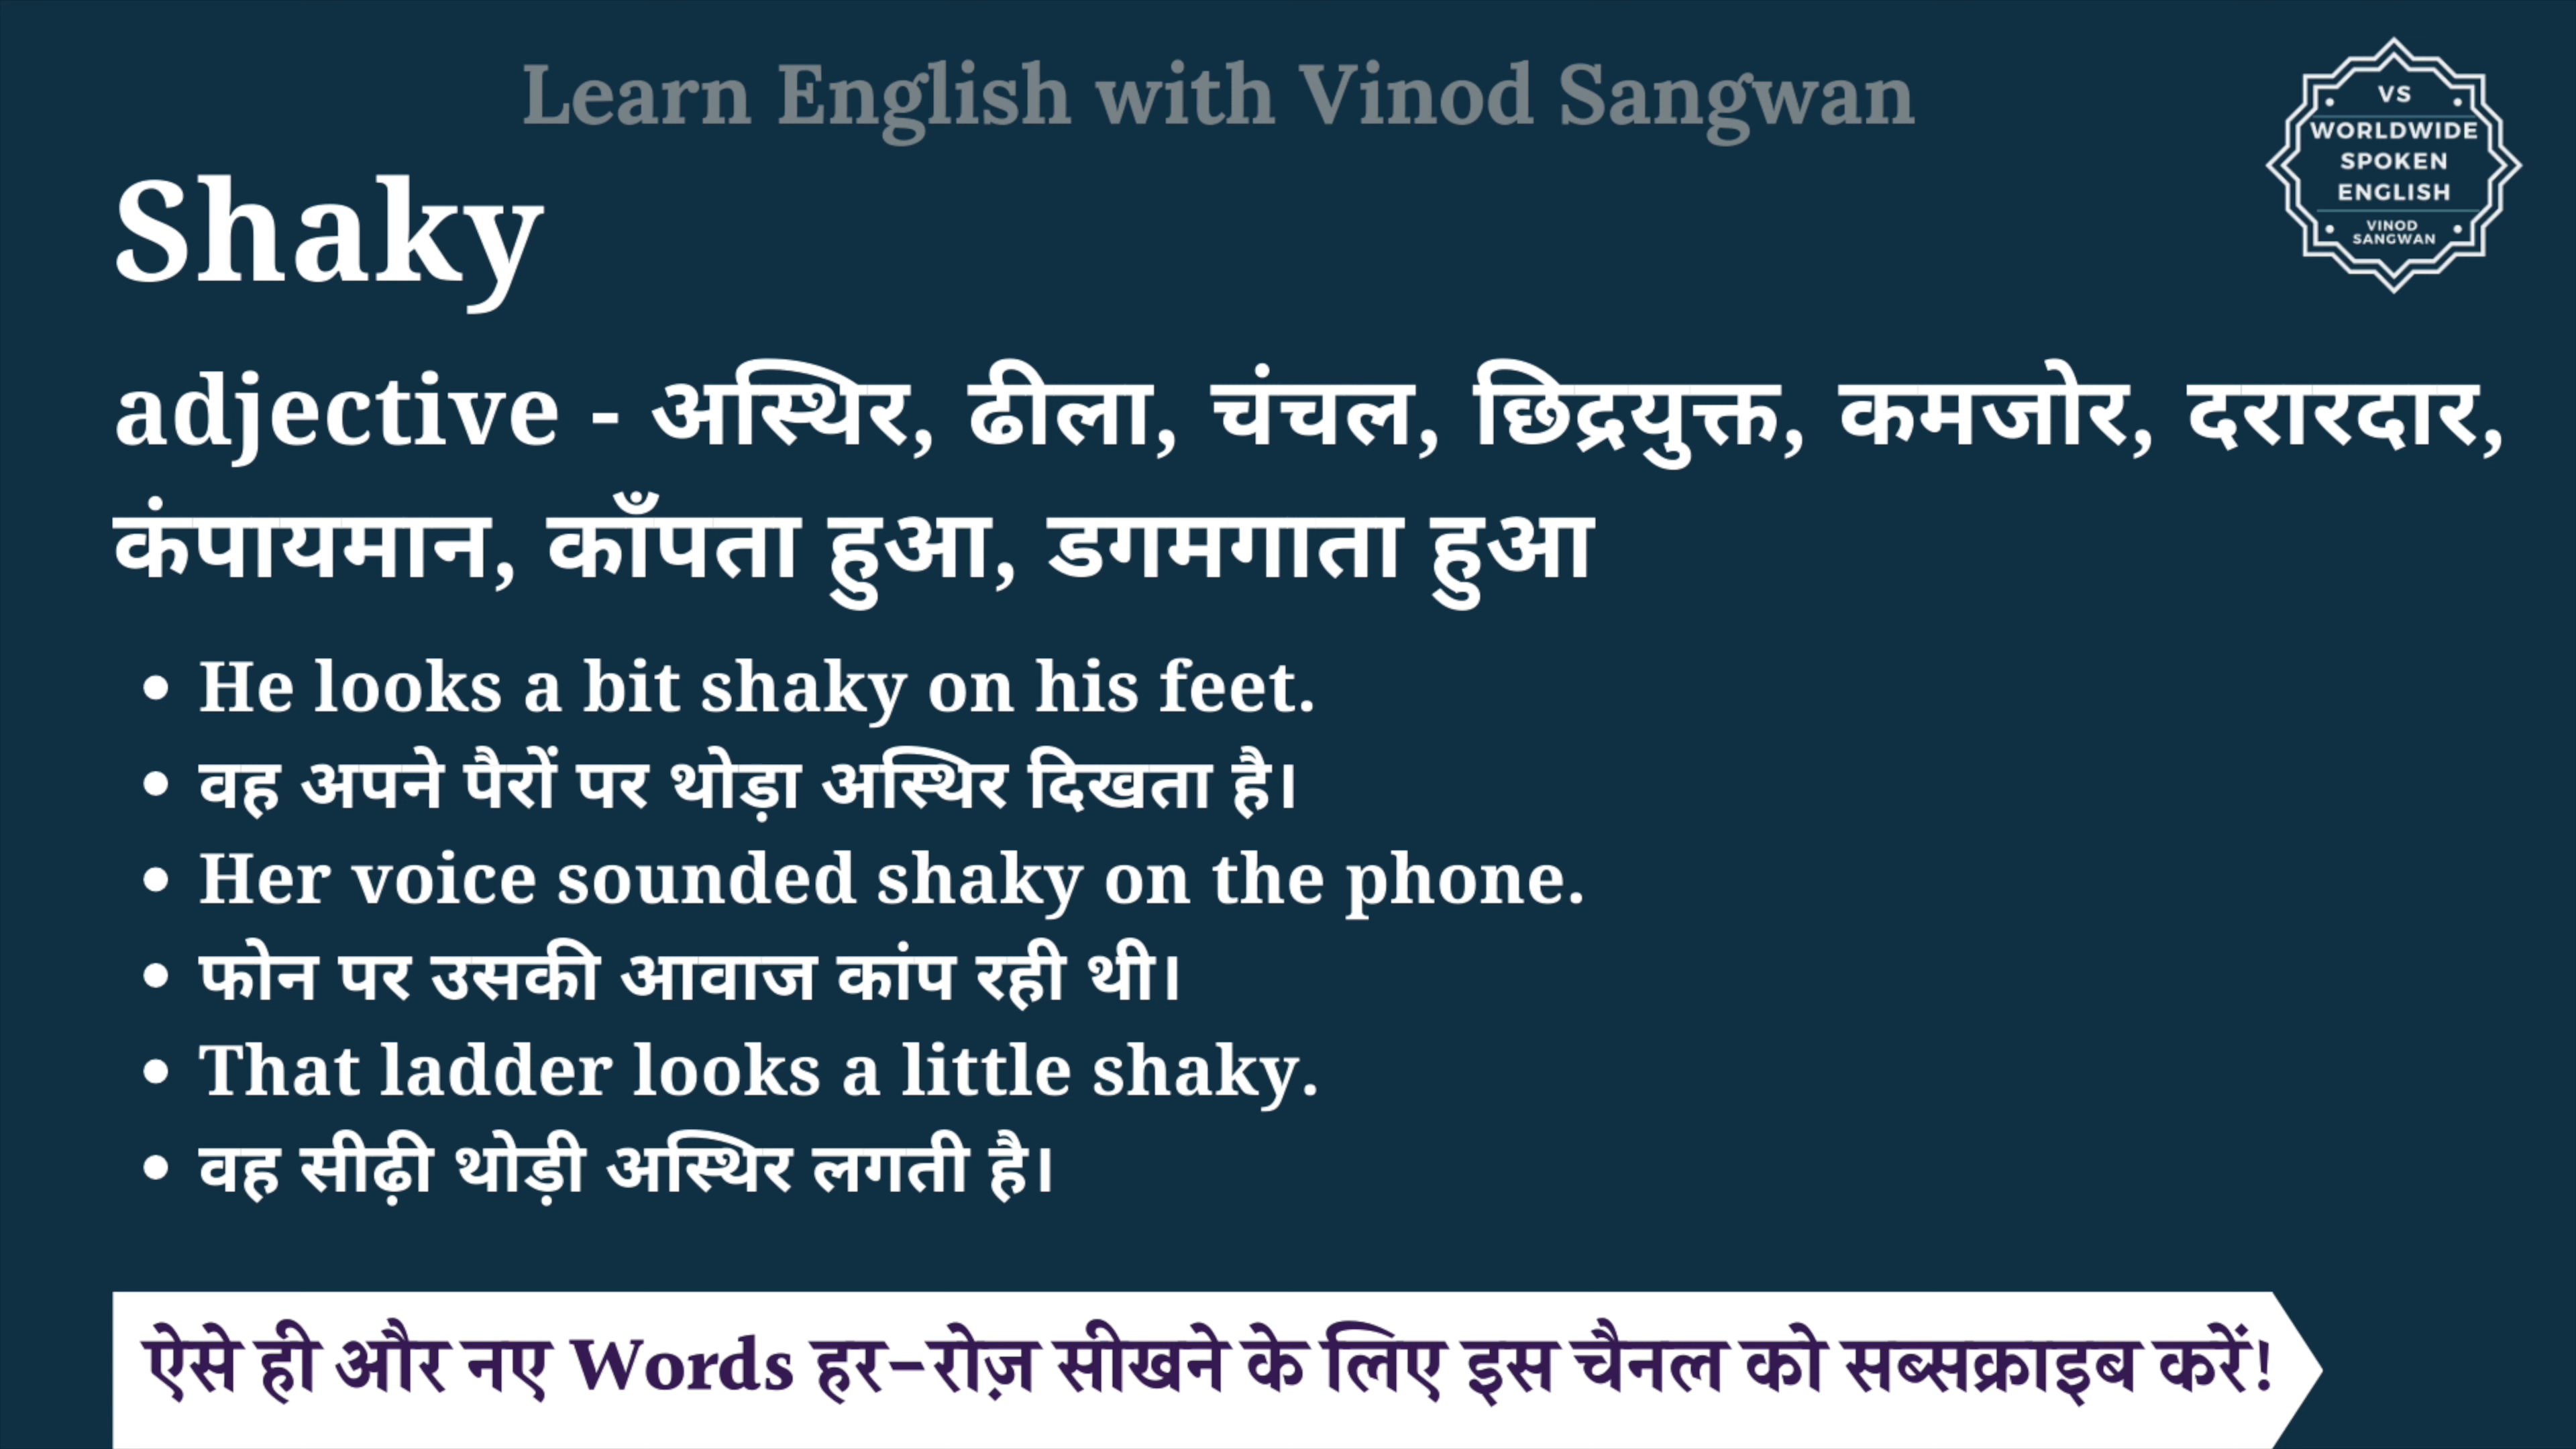 Learn English with Vinod Sangwan
VS
WORLDWIDE
SPOKEN
ENGLISH
VINOD
SANGWAN
Shaky
adjective - अस्थिर, ढीला, चंचल, छिद्रयुक्त, कमजोर, दरारदार,
कंपायमान, काँपता हुआ, डगमगाता हुआ
• He looks a bit shaky on his feet.
• वह अपने पैरों पर थोड़ा अस्थिर दिखता है।
• Her voice sounded shaky on the phone.
• फोन पर उसकी आवाज कांप रही थी।
• That ladder looks a little shaky.
• वह सीढ़ी थोड़ी अस्थिर लगती है।
ऐसे ही और नए Words हर-रोज़ सीखने के लिए इस चैनल को सब्सक्राइब करें!